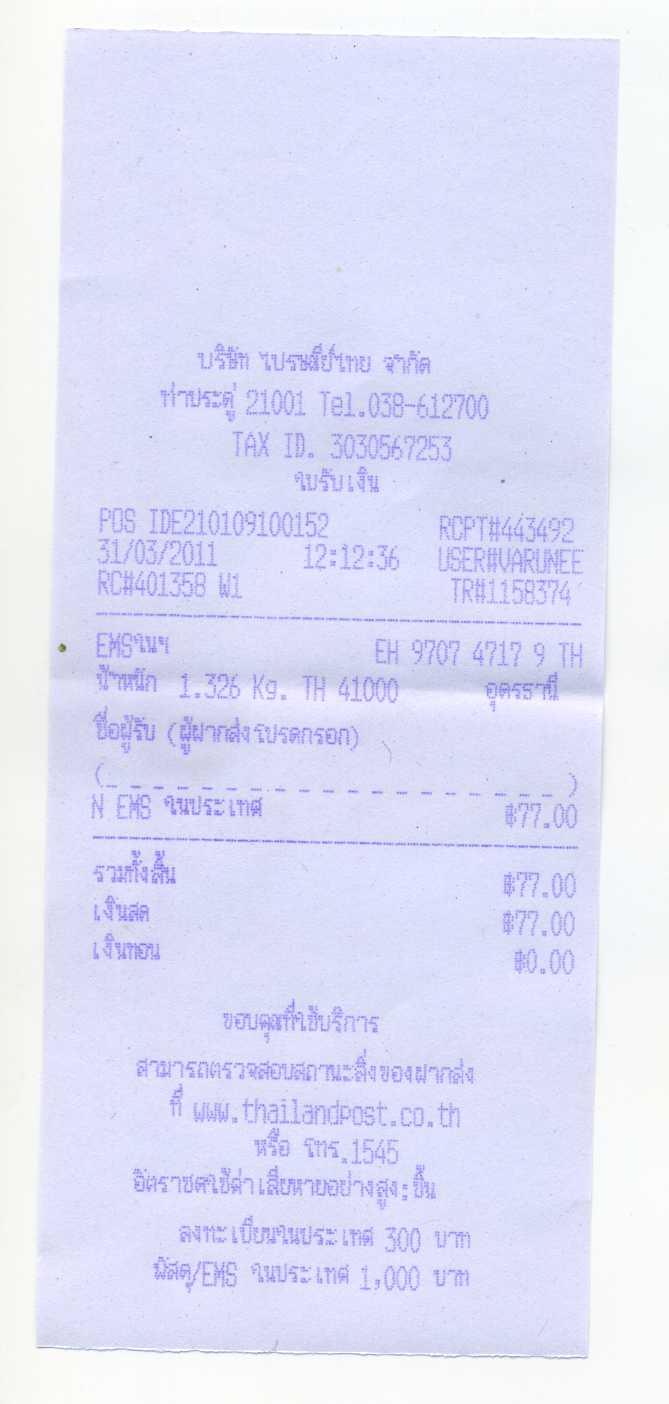 บริษัท ไปรษณีย์ไทย จำกัด
ท่าประดู่ 21001 Tel.038-612700
TAX ID. 3030567253
ใบรับเงิน
POS IDE210109100152 RCPT#443492
31/03/2011 12:12:36 USER#VARUNEE
RC#401358 W1 TR#1158374
EMSในฯ EH 9707 4717 9 TH
น้ำหนัก 1.326 Kg. TH 41000 อุดรธานี
ชื่อผู้รับ (ผู้ฝากส่งโปรดกรอก)
(_ _ _ _ _ _ _ _ _ _ _ _ _ _ _ _ _ _ _)
N EMS ในประเทศ ฿77.00
รวมทั้งสิ้น ฿77.00
เงินสด ฿77.00
เงินทอน ฿0.00
ขอบคุณที่ใช้บริการ
สามารถตรวจสอบสถานะสิ่งของฝากส่ง
ที่ www.thailandpost.co.th
หรือ โทร.1545
อัตราชดใช้ค่าเสียหายอย่างสูง:ชิ้น
ลงทะเบียนในประเทศ 300 บาท
พัสดุ/EMS ในประเทศ 1,000 บาท